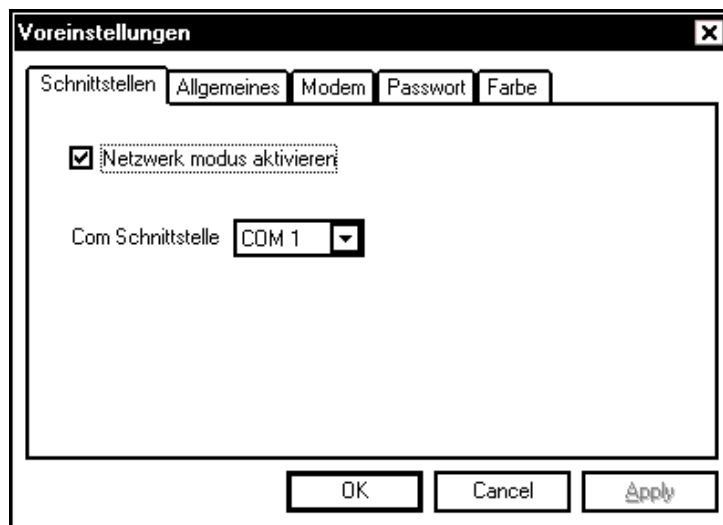 Voreinstellungen
Schnittstellen Allgemeines Modem Passwort Farbe
Netzwerk modus aktivieren
Com Schnittstelle COM 1
OK Cancel Apply